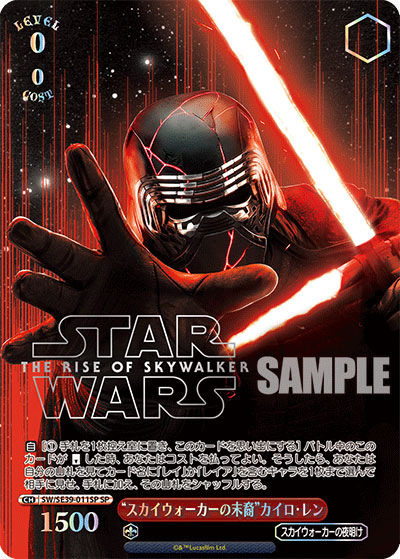 LEVEL
0
0
COST
STAR
THE RISE OF SKYWALKER
WARS
SAMPLE
自 【① 手札を1枚控え室に置き、このカードを思い出にする】 バトル中のこの
カードが した時、あなたはコストを払ってよい。そうしたら、あなたは
自分の山札を見てカード名に「レイ」か「レイア」を含むキャラを1枚まで選んで
相手に見せ、手札に加え、その山札をシャッフルする。
CH SW/SE39-011SP SP
“スカイウォーカーの末裔”カイロ・レン
1500
スカイウォーカーの夜明け
©&™Lucasfilm Ltd.